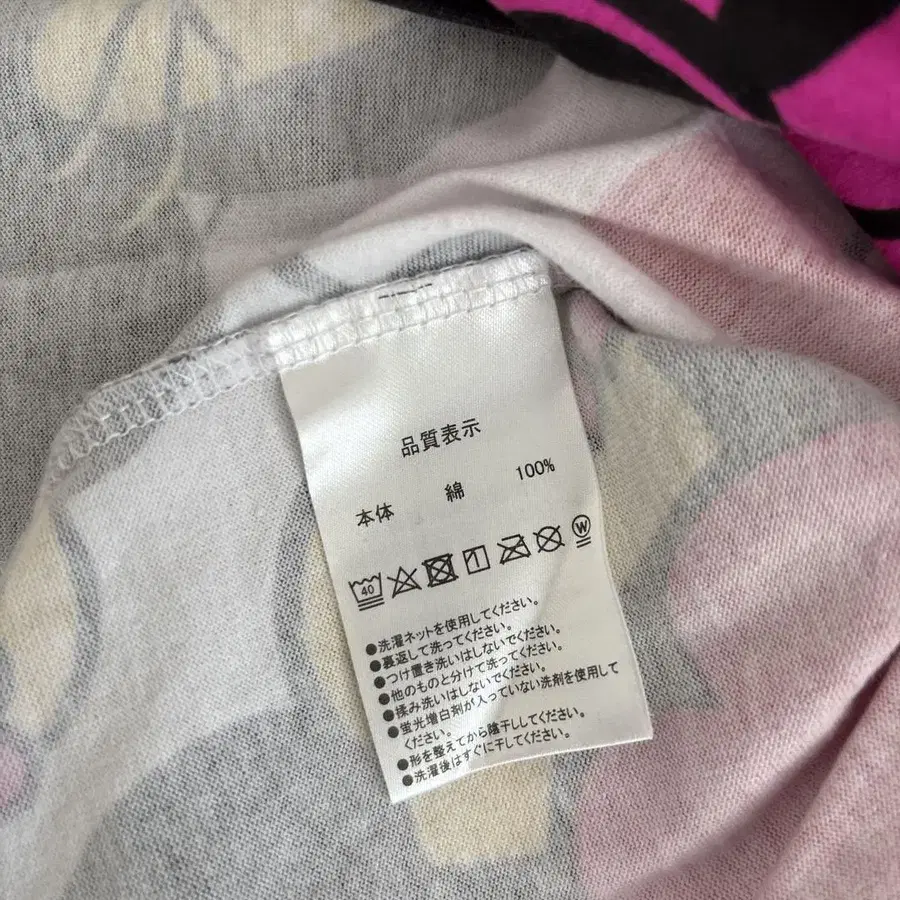 品質表示
本体 綿 100%
40 W
●洗濯ネットを使用してください。
●裏返して洗ってください。
●つけ置き洗いはしないでください。
●他のものと分けて洗ってください。
●揉み洗いはしないでください。
●蛍光増白剤が入っていない洗剤を使用して
ください。
●形を整えてから陰干ししてください。
●洗濯後はすぐに干してください。